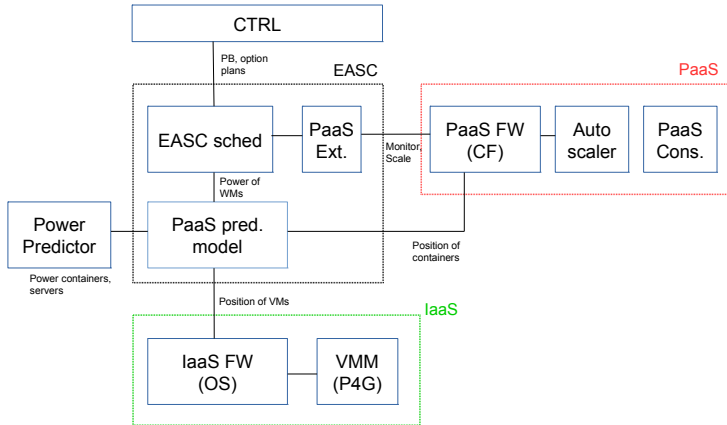 CTRL
PB, option
plans
EASC
PaaS
EASC sched
PaaS
Ext.
Monitor,
Scale
PaaS FW
(CF)
Auto
scaler
PaaS
Cons.
Power of
WMs
Power
Predictor
PaaS pred.
model
Position of
containers
Power containers,
servers
Position of VMs
IaaS
IaaS FW
(OS)
VMM
(P4G)